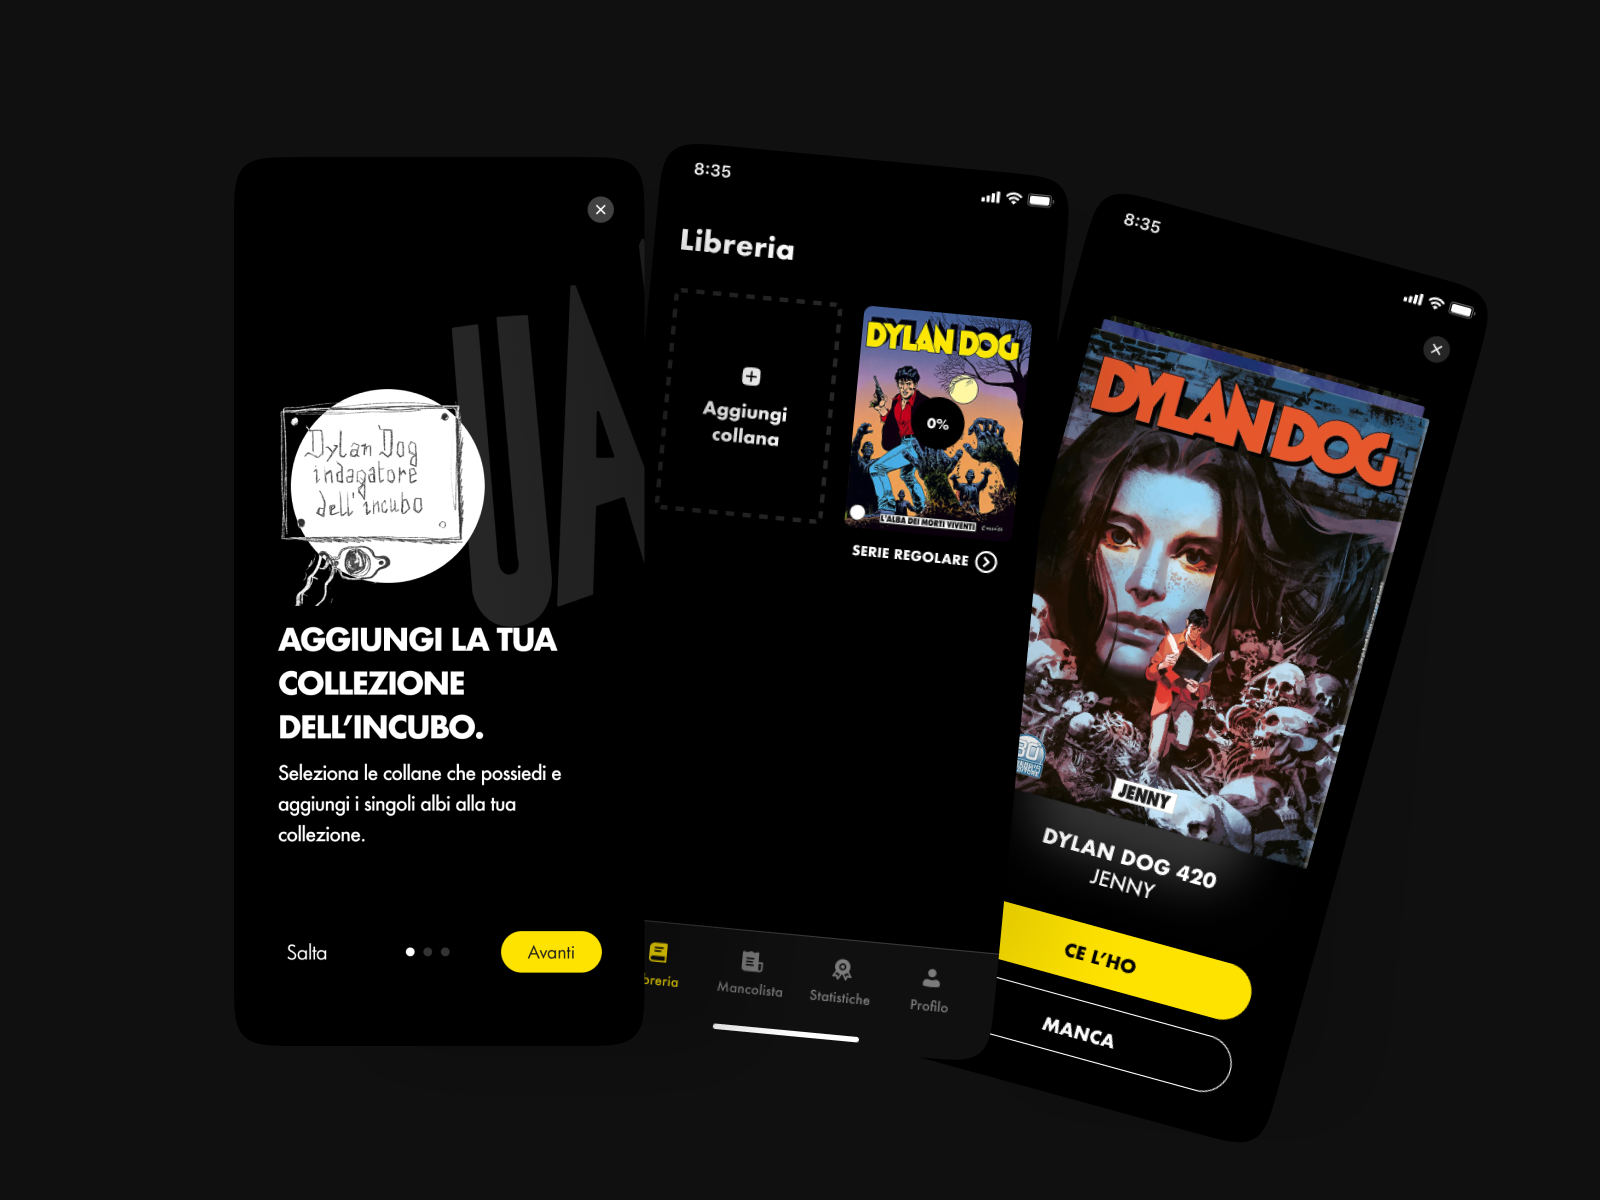 UA
Dylan Dog
indagatore
dell'incubo
AGGIUNGI LA TUA
COLLEZIONE
DELL'INCUBO.
Seleziona le collane che possiedi e
aggiungi i singoli albi alla tua
collezione.
Salta
Avanti
8:35
Libreria
Aggiungi
collana
DYLAN DOG
0%
L'ALBA DEI MORTI VIVENTI
SERIE REGOLARE
breria
Mancolista
Statistiche
Profilo
8:35
DYLAN DOG
JENNY
DYLAN DOG 420
JENNY
CE L'HO
MANCA